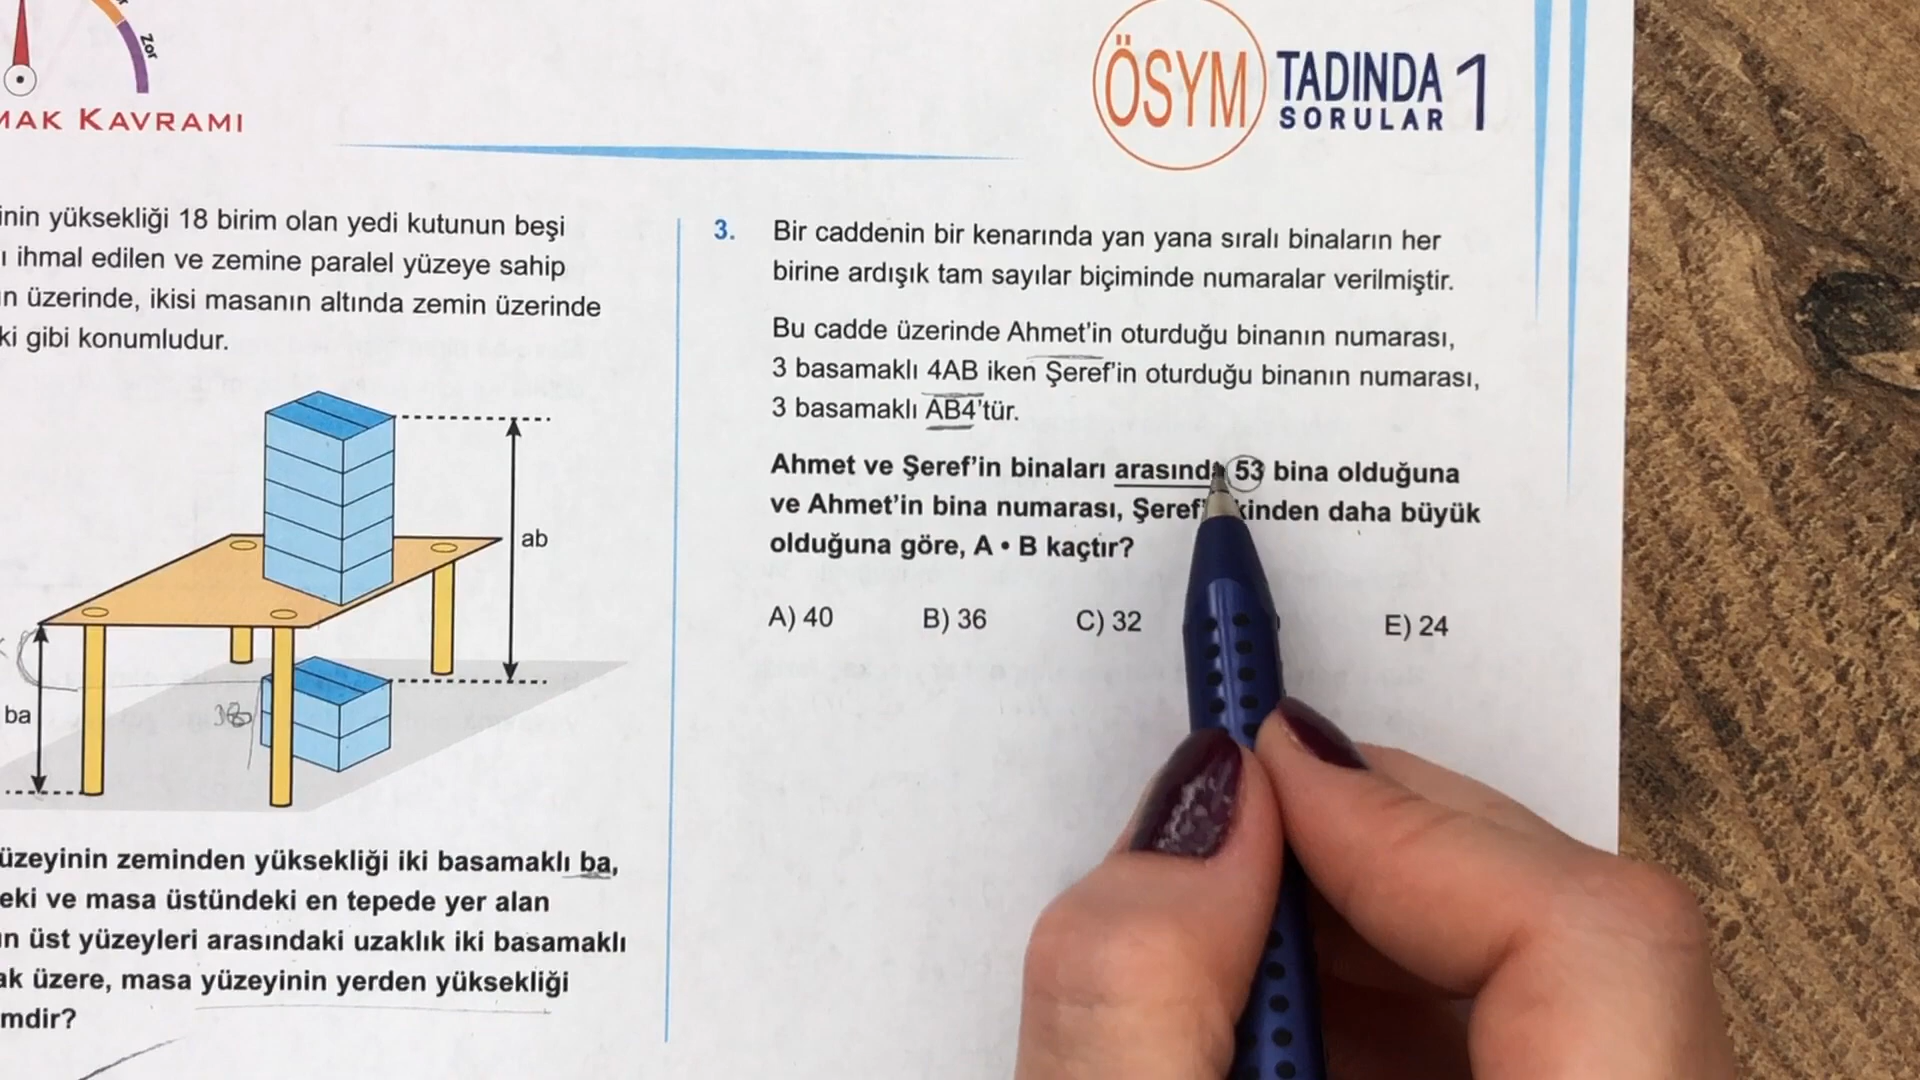 Zor
MAK KAVRAMI
ÖSYM TADINDA SORULAR 1
inin yüksekliği 18 birim olan yedi kutunun beşi
ı ihmal edilen ve zemine paralel yüzeye sahip
ın üzerinde, ikisi masanın altında zemin üzerinde
ki gibi konumludur.
ab
ba
38
üzeyinin zeminden yüksekliği iki basamaklı ba,
eki ve masa üstündeki en tepede yer alan
ın üst yüzeyleri arasındaki uzaklık iki basamaklı
ak üzere, masa yüzeyinin yerden yüksekliği
mdir?
3. Bir caddenin bir kenarında yan yana sıralı binaların her
birine ardışık tam sayılar biçiminde numaralar verilmiştir.
Bu cadde üzerinde Ahmet'in oturduğu binanın numarası,
3 basamaklı 4AB iken Şeref'in oturduğu binanın numarası,
3 basamaklı AB4'tür.
Ahmet ve Şeref'in binaları arasında 53 bina olduğuna
ve Ahmet'in bina numarası, Şeref' kinden daha büyük
olduğuna göre, A • B kaçtır?
A) 40 B) 36 C) 32 E) 24